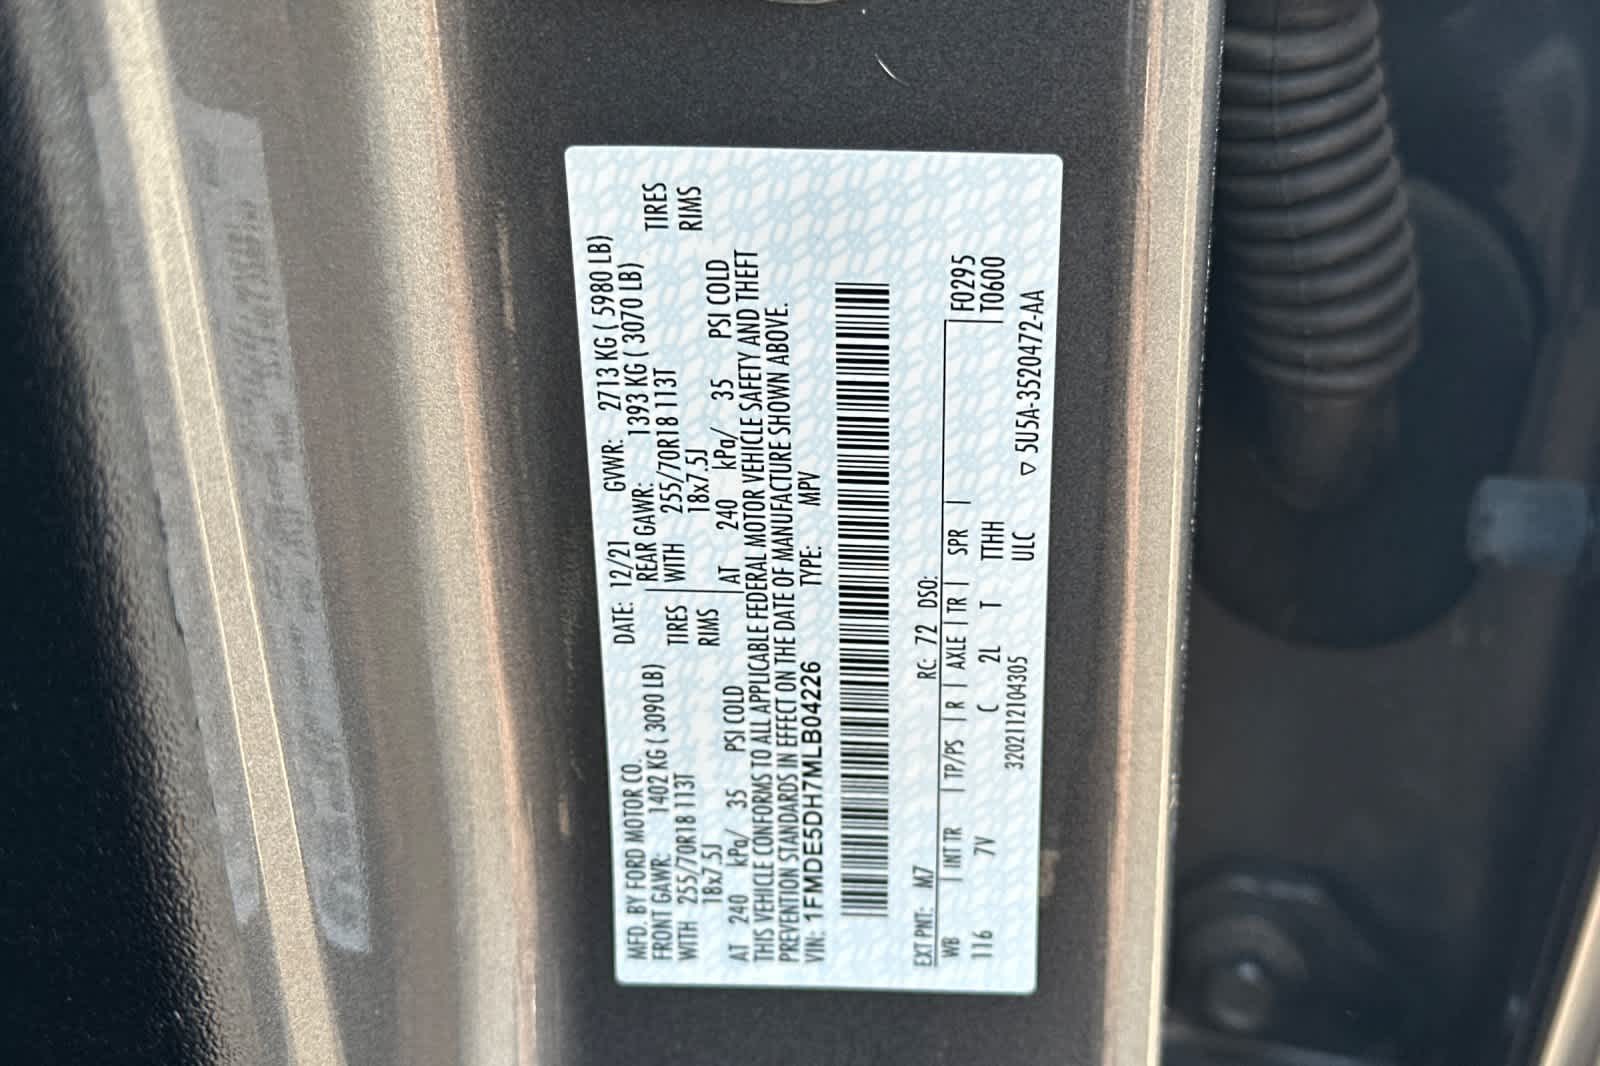 MFD. BY FORD MOTOR CO. DATE: 12/21 GVWR: 2713 KG ( 5980 LB)
FRONT GAWR: 1402 KG ( 3090 LB) REAR GAWR: 1393 KG ( 3070 LB)
WITH 255/70R18 113T TIRES WITH 255/70R18 113T TIRES
18x7.5J RIMS 18x7.5J RIMS
AT 240 kPa/ 35 PSI COLD AT 240 kPa/ 35 PSI COLD
THIS VEHICLE CONFORMS TO ALL APPLICABLE FEDERAL MOTOR VEHICLE SAFETY AND THEFT
PREVENTION STANDARDS IN EFFECT ON THE DATE OF MANUFACTURE SHOWN ABOVE.
VIN: 1FMDE5DH7MLB04226 TYPE: MPV
EXT PNT: M7 RC: 72 DSO:
WB | INT TR | TP/PS | R | AXLE | TR | SPR | F0295
116 7V C 2L T TTHH T0600
3202112104305 ULC ▽ 5U5A-3520472-AA